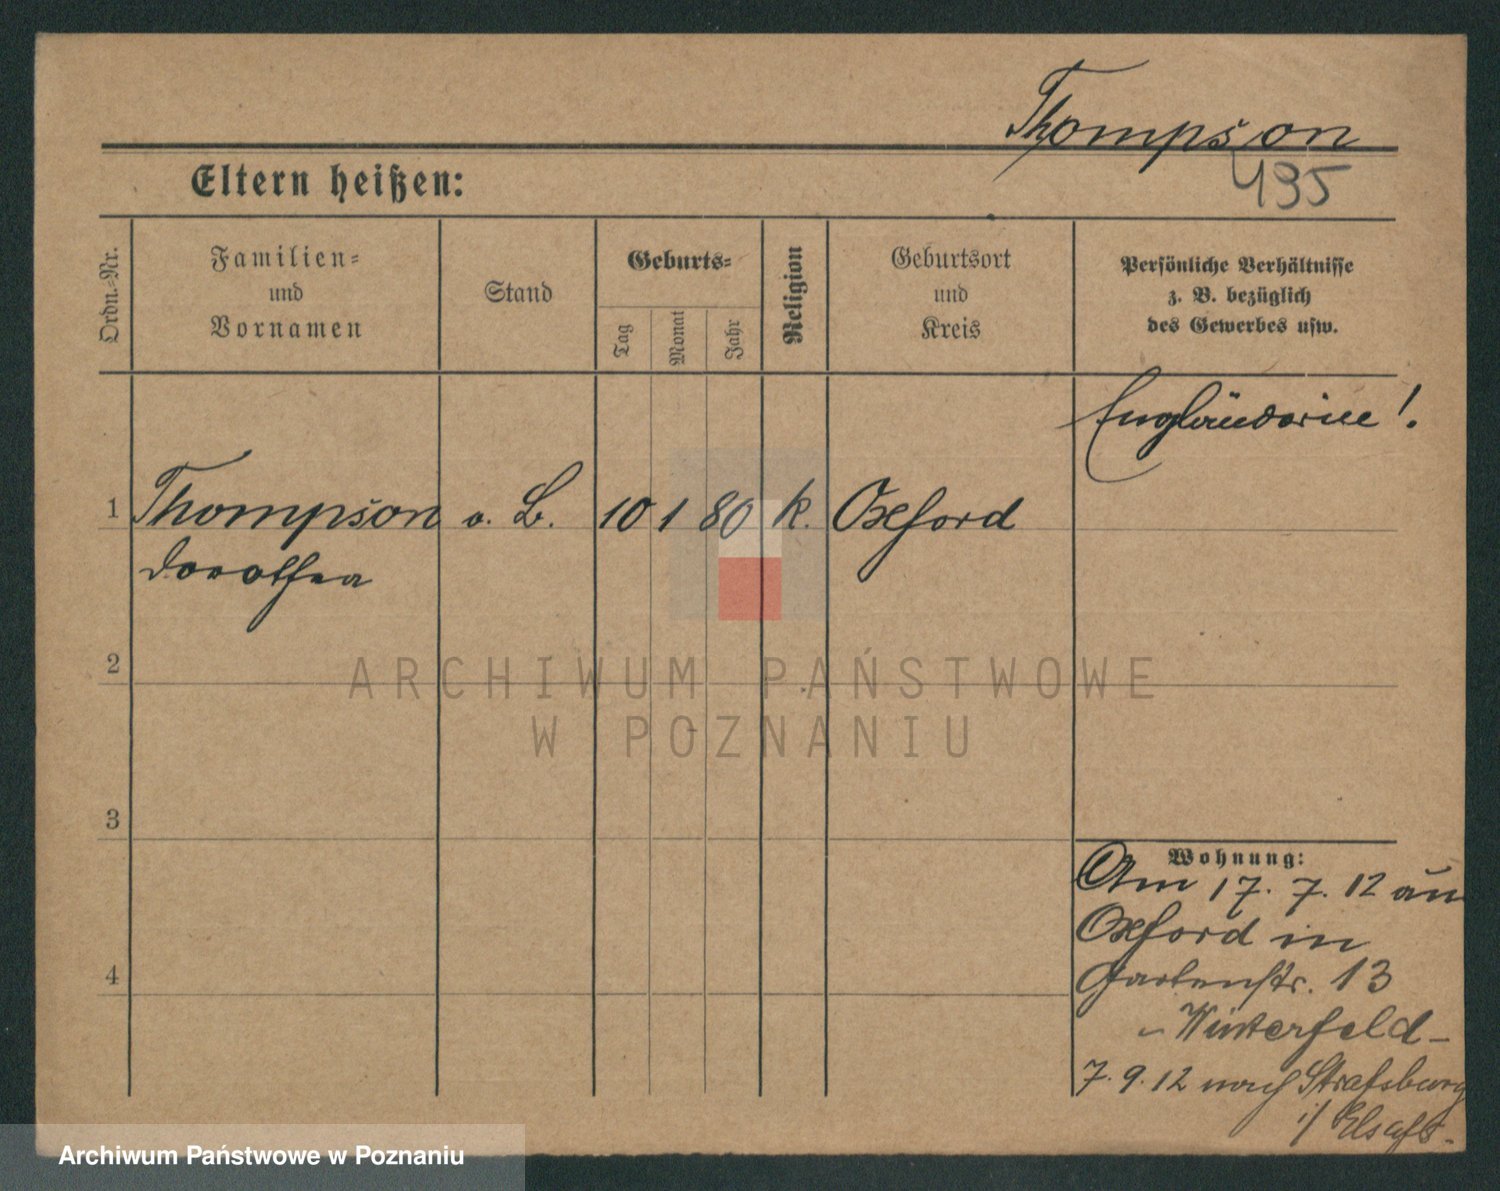 Thompson
495
Eltern heißen:
Ordn.-Nr.
Familien-
und
Vornamen
Stand
Geburts-
Tag
Monat
Jahr
Religion
Geburtsort
und
Kreis
Persönliche Verhältnisse
z. B. bezüglich
des Gewerbes usw.
Engländerin!
1 Thompson o. B. 10 1 80 k. Oxford
Dorothea
2
3
4
ARCHIWUM PAŃSTWOWE
W POZNANIU
Wohnung:
Am 17. 7. 12 aus
Oxford in
Gartenstr. 13
- Winterfeld -
7. 9. 12 nach Straßburg
i/ Elsaß.
Archiwum Państwowe w Poznaniu